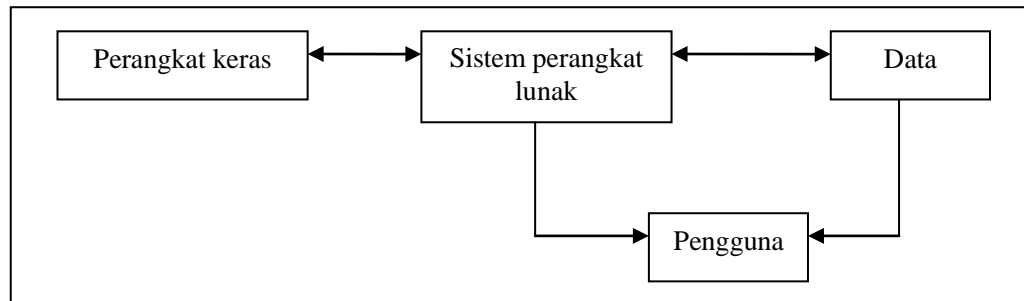 Perangkat keras
Sistem perangkat
lunak
Data
Pengguna